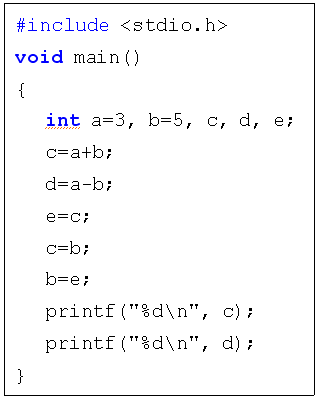 #include <stdio.h>
void main()
{
int a=3, b=5, c, d, e;
c=a+b;
d=a-b;
e=c;
c=b;
b=e;
printf("%d\n", c);
printf("%d\n", d);
}